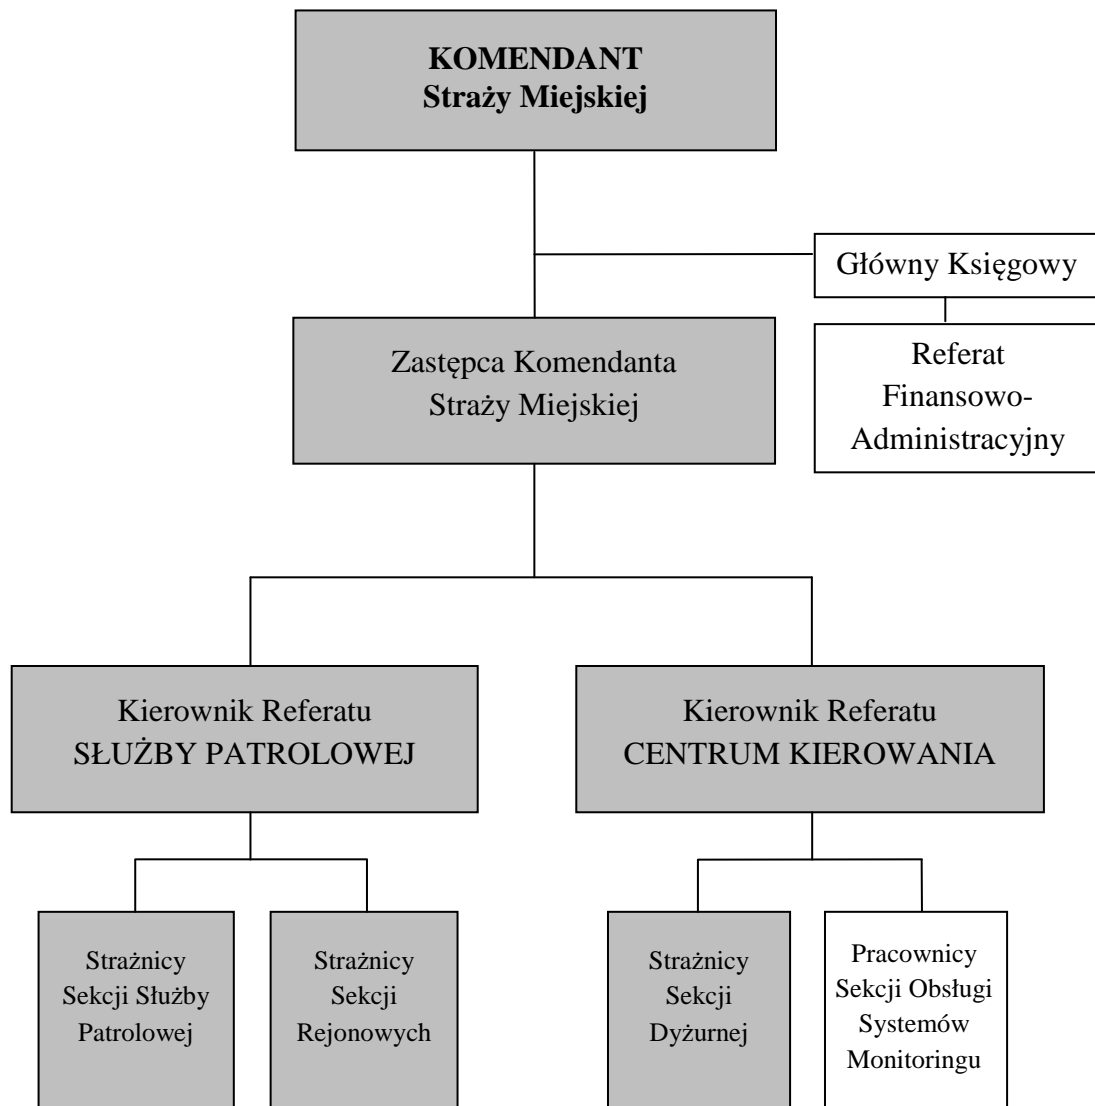 KOMENDANT
Straży Miejskiej
Główny Księgowy
Zastępca Komendanta
Straży Miejskiej
Referat
Finansowo-
Administracyjny
Kierownik Referatu
SŁUŻBY PATROLOWEJ
Kierownik Referatu
CENTRUM KIEROWANIA
Strażnicy
Sekcji Służby
Patrolowej
Strażnicy
Sekcji
Rejonowych
Strażnicy
Sekcji
Dyżurnej
Pracownicy
Sekcji Obsługi
Systemów
Monitoringu